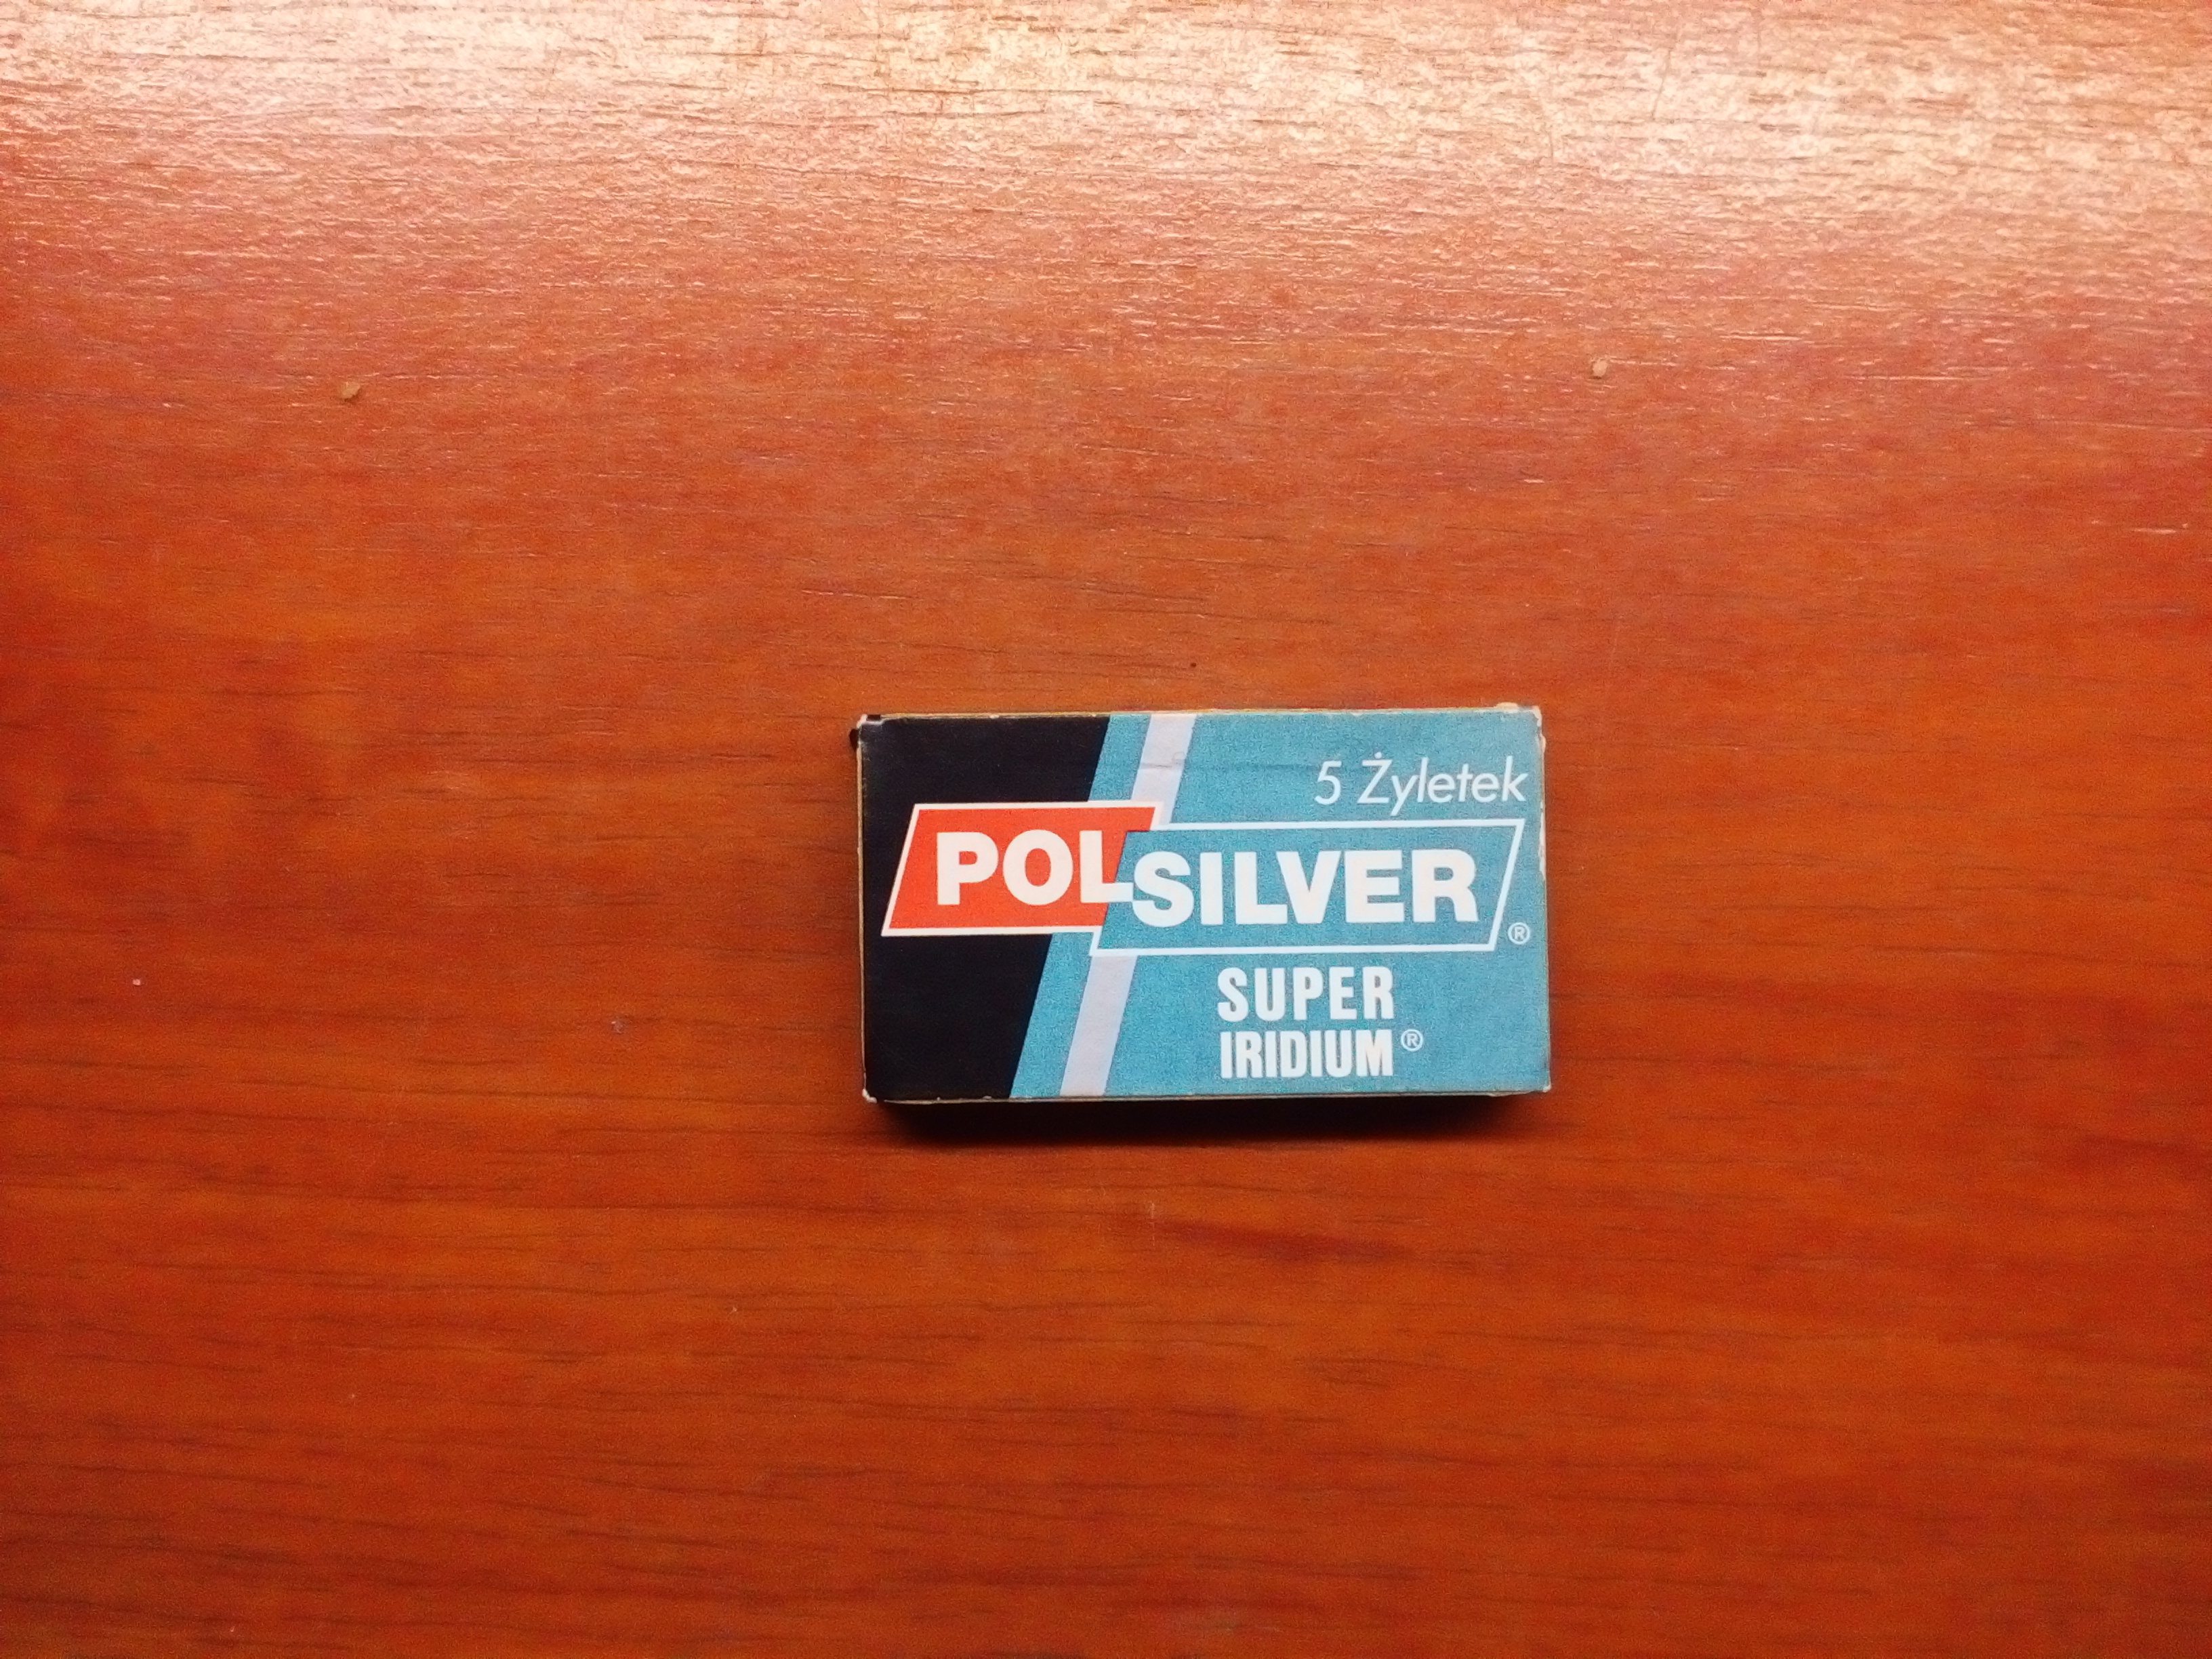 5 Żyletek
POLSILVER®
SUPER
IRIDIUM®